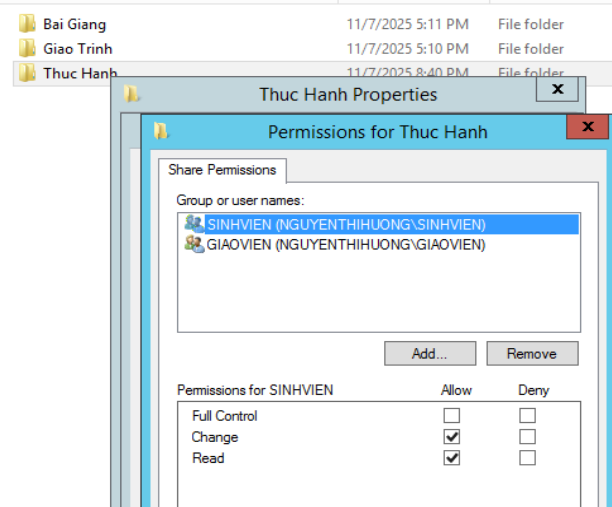 Bai Giang 11/7/2025 5:11 PM File folder
Giao Trinh 11/7/2025 5:10 PM File folder
Thuc Hanh 11/7/2025 8:40 PM File folder
Thuc Hanh Properties
x
Permissions for Thuc Hanh
x
Share Permissions
Group or user names:
SINHVIEN (NGUYENTHIHUONG\SINHVIEN)
GIAOVIEN (NGUYENTHIHUONG\GIAOVIEN)
Add... Remove
Permissions for SINHVIEN Allow Deny
Full Control
Change
Read